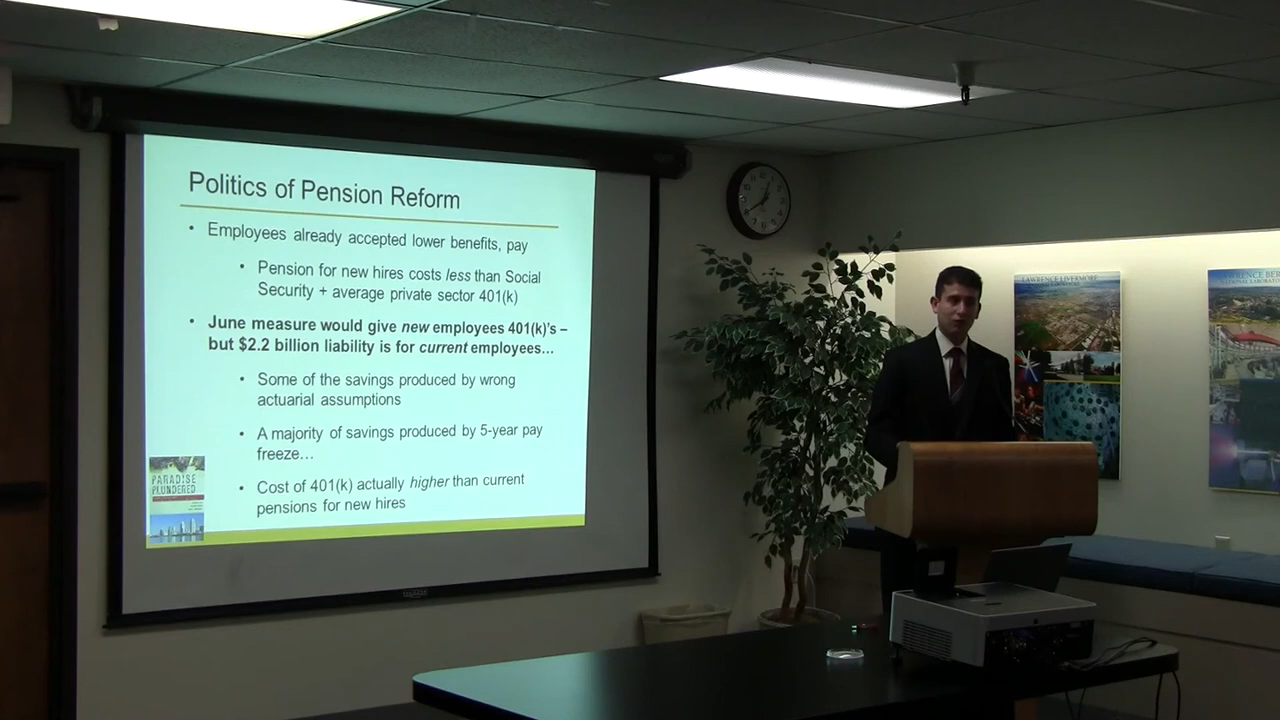 Politics of Pension Reform
• Employees already accepted lower benefits, pay
• Pension for new hires costs less than Social
Security + average private sector 401(k)
• June measure would give new employees 401(k)'s –
but $2.2 billion liability is for current employees…
• Some of the savings produced by wrong
actuarial assumptions
• A majority of savings produced by 5-year pay
freeze…
• Cost of 401(k) actually higher than current
pensions for new hires
PARADISE
PLUNDERED
LAWRENCE LIVERMORE